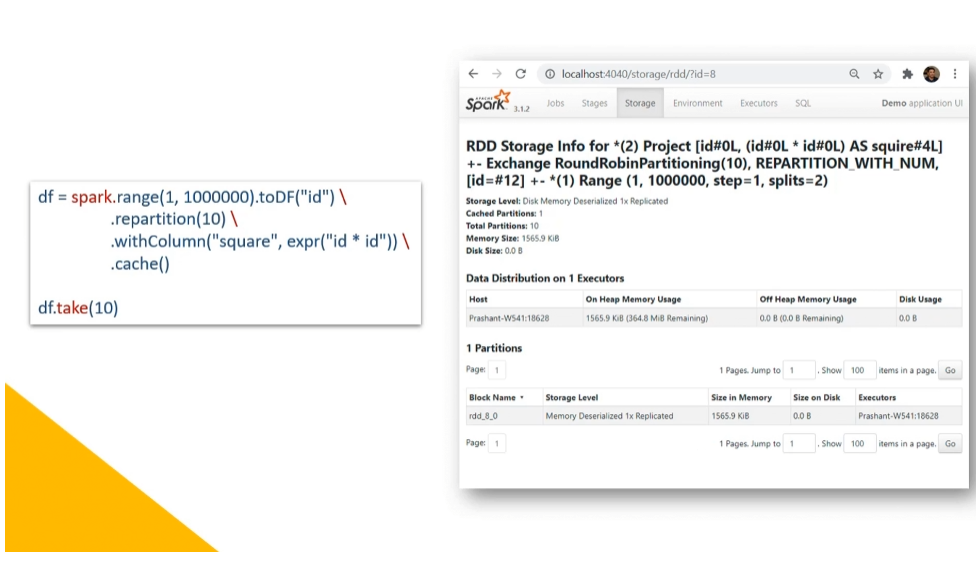 df = spark.range(1, 1000000).toDF("id") \
.repartition(10) \
.withColumn("square", expr("id * id")) \
.cache()
df.take(10)
localhost:4040/storage/rdd/?id=8
APACHE
Spark 3.1.2 Jobs Stages Storage Environment Executors SQL Demo application UI
RDD Storage Info for *(2) Project [id#0L, (id#0L * id#0L) AS squire#4L]
+- Exchange RoundRobinPartitioning(10), REPARTITION_WITH_NUM,
[id=#12] +- *(1) Range (1, 1000000, step=1, splits=2)
Storage Level: Disk Memory Deserialized 1x Replicated
Cached Partitions: 1
Total Partitions: 10
Memory Size: 1565.9 KiB
Disk Size: 0.0 B
Data Distribution on 1 Executors
Host On Heap Memory Usage Off Heap Memory Usage Disk Usage
Prashant-W541:18628 1565.9 KiB (364.8 MiB Remaining) 0.0 B (0.0 B Remaining) 0.0 B
1 Partitions
Page: 1 1 Pages. Jump to 1 . Show 100 items in a page. Go
Block Name Storage Level Size in Memory Size on Disk Executors
rdd_8_0 Memory Deserialized 1x Replicated 1565.9 KiB 0.0 B Prashant-W541:18628
Page: 1 1 Pages. Jump to 1 . Show 100 items in a page. Go